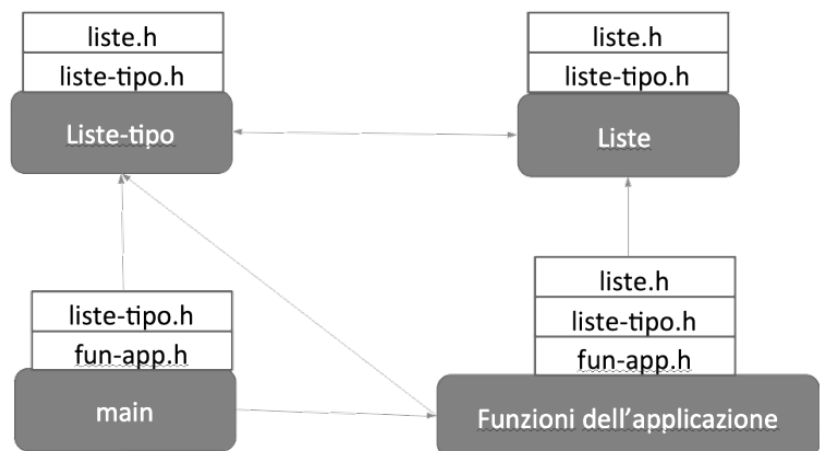 liste.h
liste-tipo.h
Liste-tipo
liste.h
liste-tipo.h
Liste
liste-tipo.h
fun-app.h
main
liste.h
liste-tipo.h
fun-app.h
Funzioni dell’applicazione